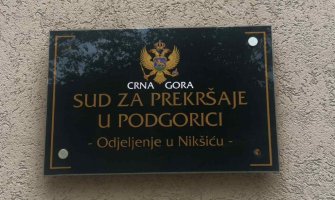 CRNA GORA
SUD ZA PREKRŠAJE
U PODGORICI
- Odjeljenje u Nikšiću -